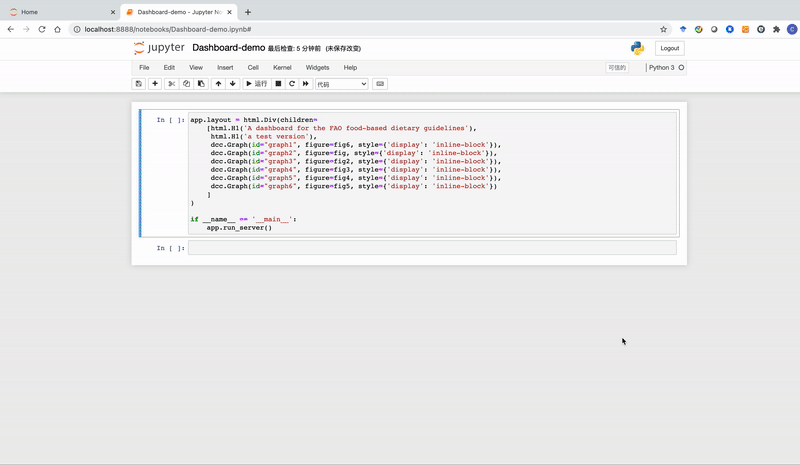 Home
Dashboard-demo - Jupyter No
localhost:8888/notebooks/Dashboard-demo.ipynb#
jupyter Dashboard-demo 最后检查: 5 分钟前 (未保存改变)
Logout
File Edit View Insert Cell Kernel Widgets Help
可信的 Python 3
运行 代码
In [ ]: app.layout = html.Div(children=
[html.H1('A dashboard for the FAO food-based dietary guidelines'),
html.H1('a test version'),
dcc.Graph(id="graph1", figure=fig6, style={'display': 'inline-block'}),
dcc.Graph(id="graph2", figure=fig, style={'display': 'inline-block'}),
dcc.Graph(id="graph3", figure=fig2, style={'display': 'inline-block'}),
dcc.Graph(id="graph4", figure=fig3, style={'display': 'inline-block'}),
dcc.Graph(id="graph5", figure=fig4, style={'display': 'inline-block'}),
dcc.Graph(id="graph6", figure=fig5, style={'display': 'inline-block'})
]
)
if __name__ == '__main__':
app.run_server()
In [ ]: